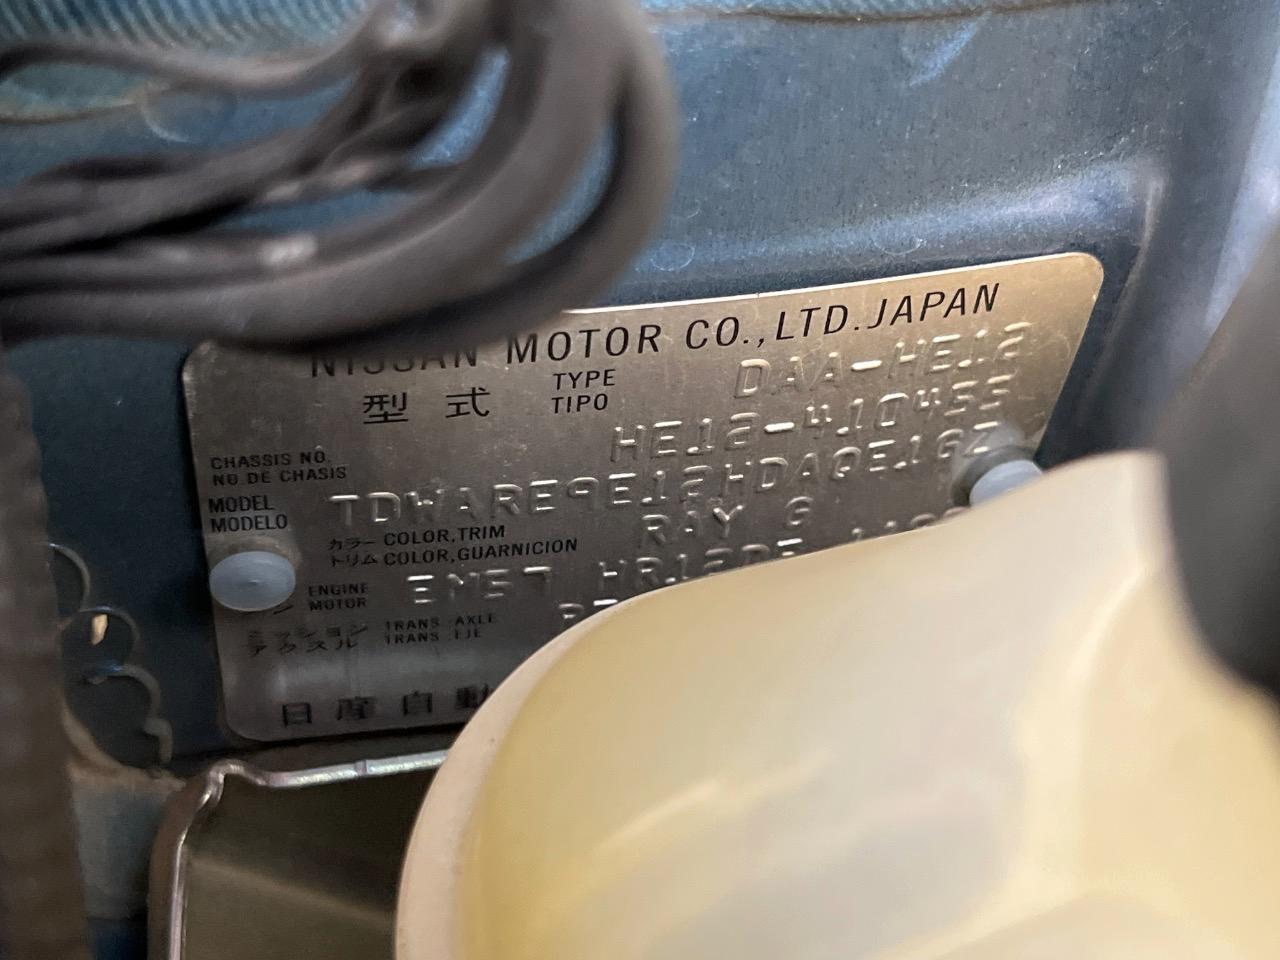 NISSAN MOTOR CO.,LTD.JAPAN
型 式 TYPE TIPO DAA-HE12
CHASSIS NO. NO.DE CHASIS HE12-410455
MODEL MODELO TDWARE9E12HDAQE1GZ
カラー COLOR,TRIM RAY G
トリム COLOR,GUARNICION
ENGINE MOTOR EM57 HR12DE
TRANS. AXLE
TRANS. EJE
日産自動